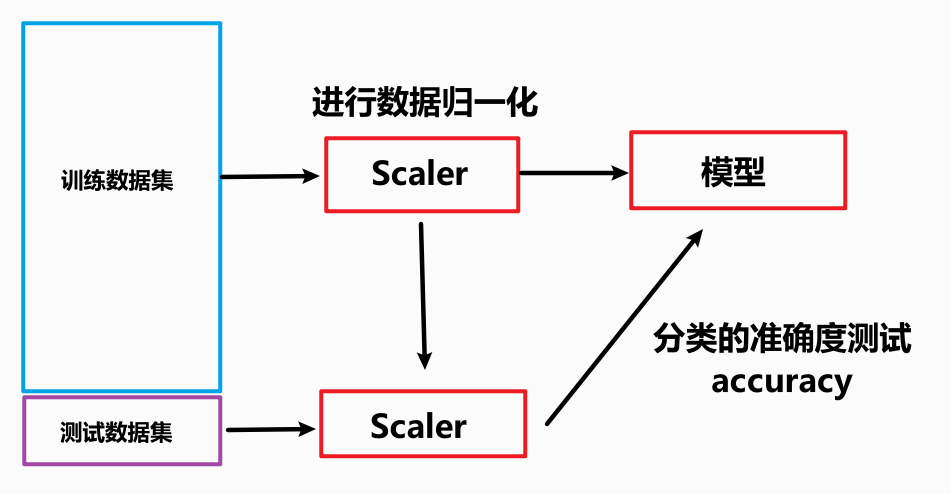 进行数据归一化
训练数据集
Scaler
模型
分类的准确度测试
accuracy
测试数据集
Scaler